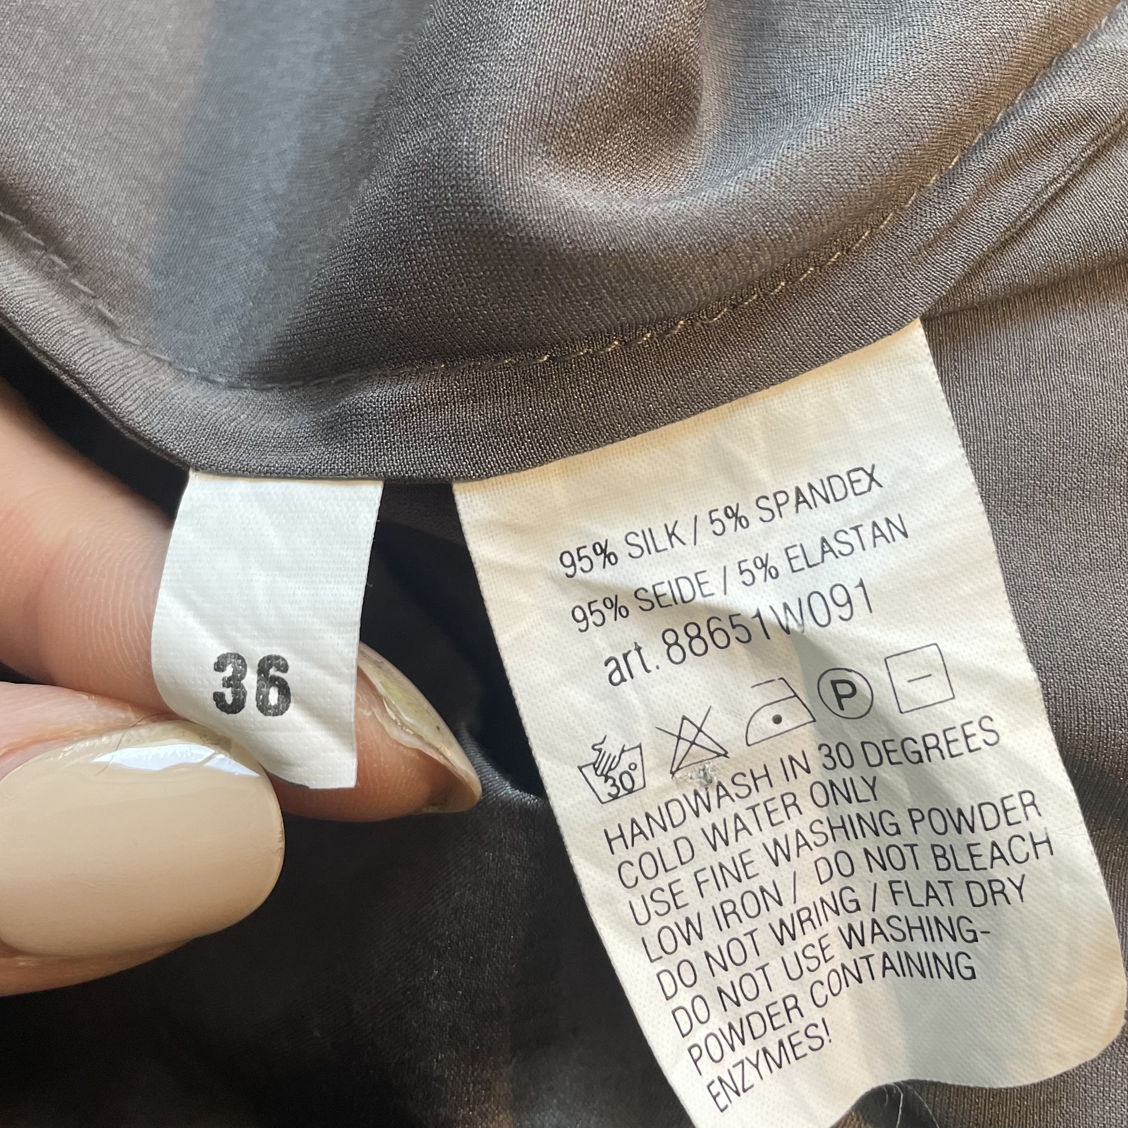 36
95% SILK / 5% SPANDEX
95% SEIDE / 5% ELASTAN
art. 88651W091
30°
P
HANDWASH IN 30 DEGREES
COLD WATER ONLY
USE FINE WASHING POWDER
LOW IRON / DO NOT BLEACH
DO NOT WRING / FLAT DRY
DO NOT USE WASHING-
POWDER CONTAINING
ENZYMES!